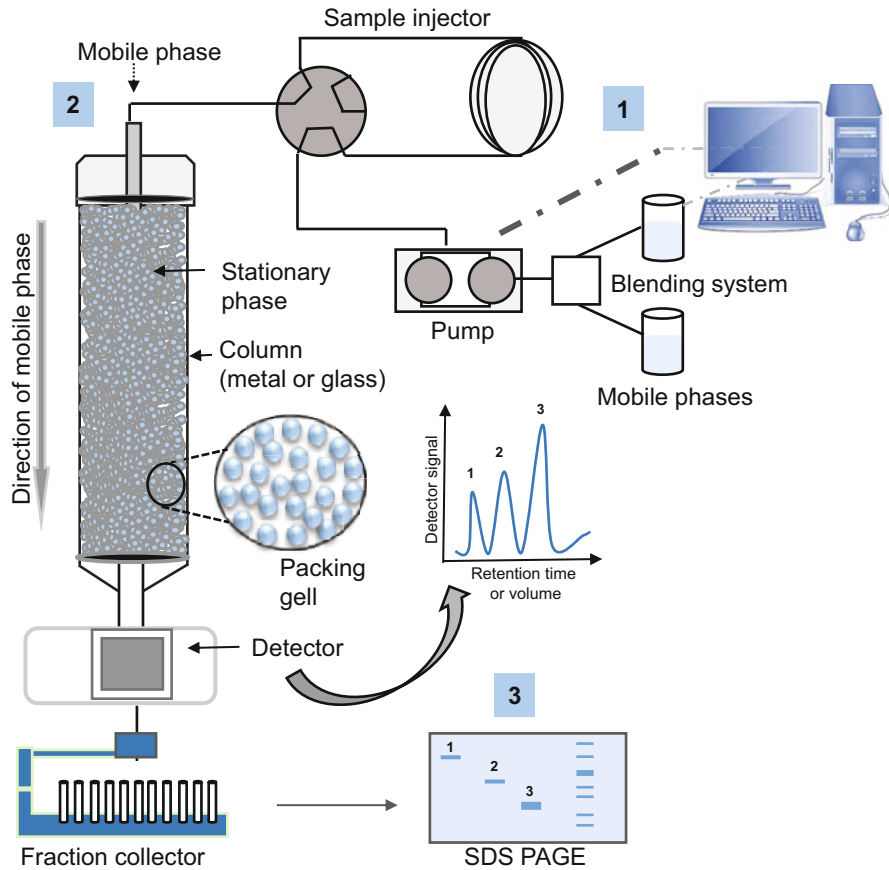 Sample injector
Mobile phase
2
1
Direction of mobile phase
Stationary
phase
Column
(metal or glass)
Packing
gell
Pump
Blending system
Mobile phases
Detector signal
1
2
3
Retention time
or volume
Detector
Fraction collector
3
1
2
3
SDS PAGE